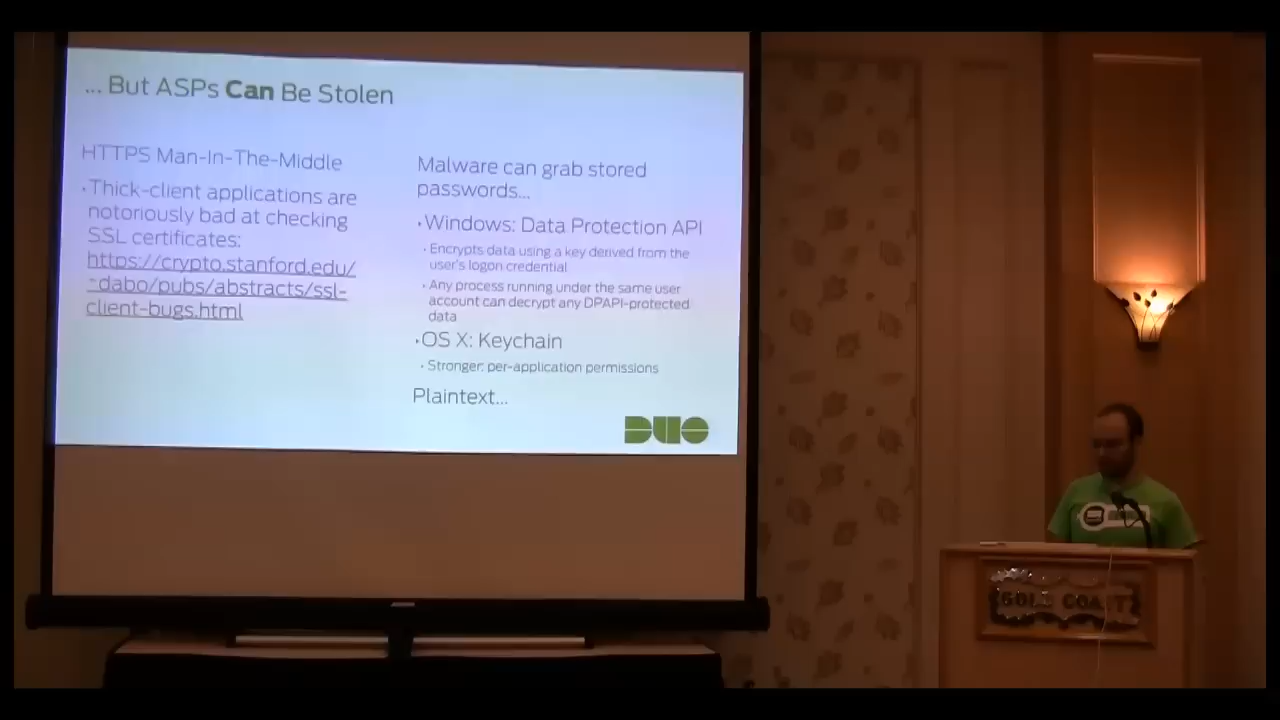 ... But ASPs Can Be Stolen
HTTPS Man-In-The-Middle
·Thick-client applications are
notoriously bad at checking
SSL certificates:
https://crypto.stanford.edu/
~dabo/pubs/abstracts/ssl-
client-bugs.html
Malware can grab stored
passwords...
·Windows: Data Protection API
· Encrypts data using a key derived from the
user's logon credential
· Any process running under the same user
account can decrypt any DPAPI-protected
data
·OS X: Keychain
· Stronger: per-application permissions
Plaintext...
DUO
GOLD COAST